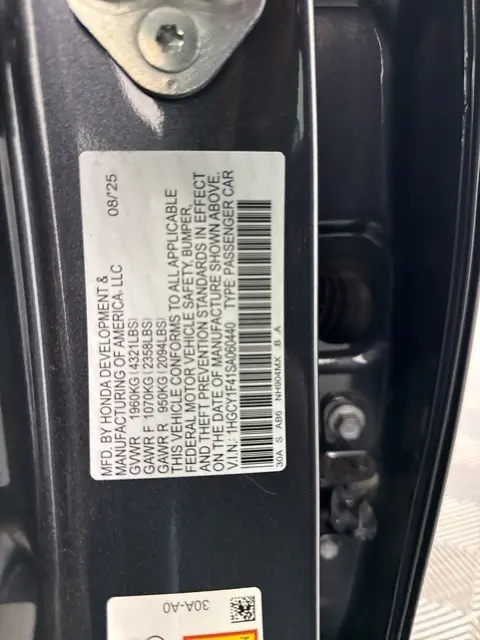 MFD. BY HONDA DEVELOPMENT & 08/'25
MANUFACTURING OF AMERICA, LLC
GVWR 1960KG (4321LBS)
GAWR F 1070KG (2358LBS)
GAWR R 950KG (2094LBS)
THIS VEHICLE CONFORMS TO ALL APPLICABLE
FEDERAL MOTOR VEHICLE SAFETY, BUMPER,
AND THEFT PREVENTION STANDARDS IN EFFECT
ON THE DATE OF MANUFACTURE SHOWN ABOVE.
V.I.N.: 1HGCY1F41SA060440 TYPE PASSENGER CAR
30A S AB6 NH904MX B A
30A-A0